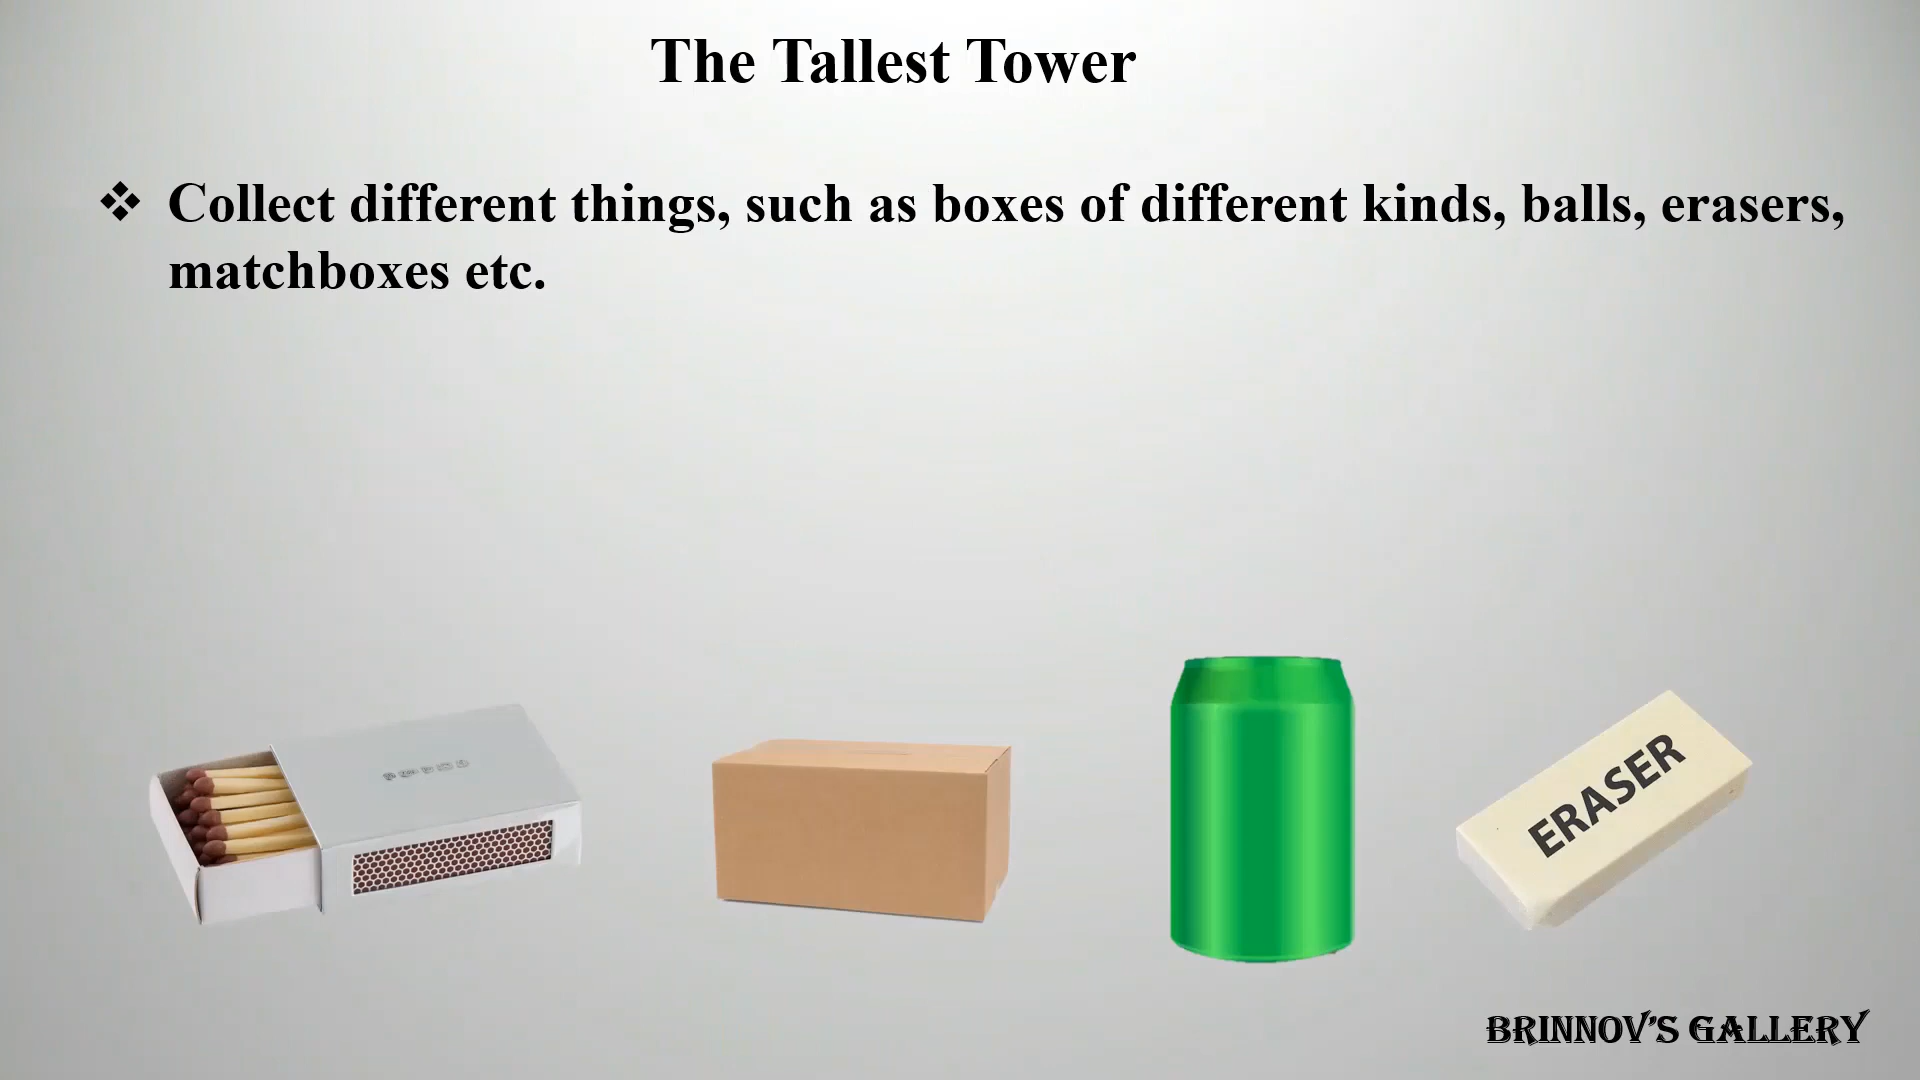 The Tallest Tower
❖ Collect different things, such as boxes of different kinds, balls, erasers,
matchboxes etc.
ERASER
BRINNOV'S GALLERY